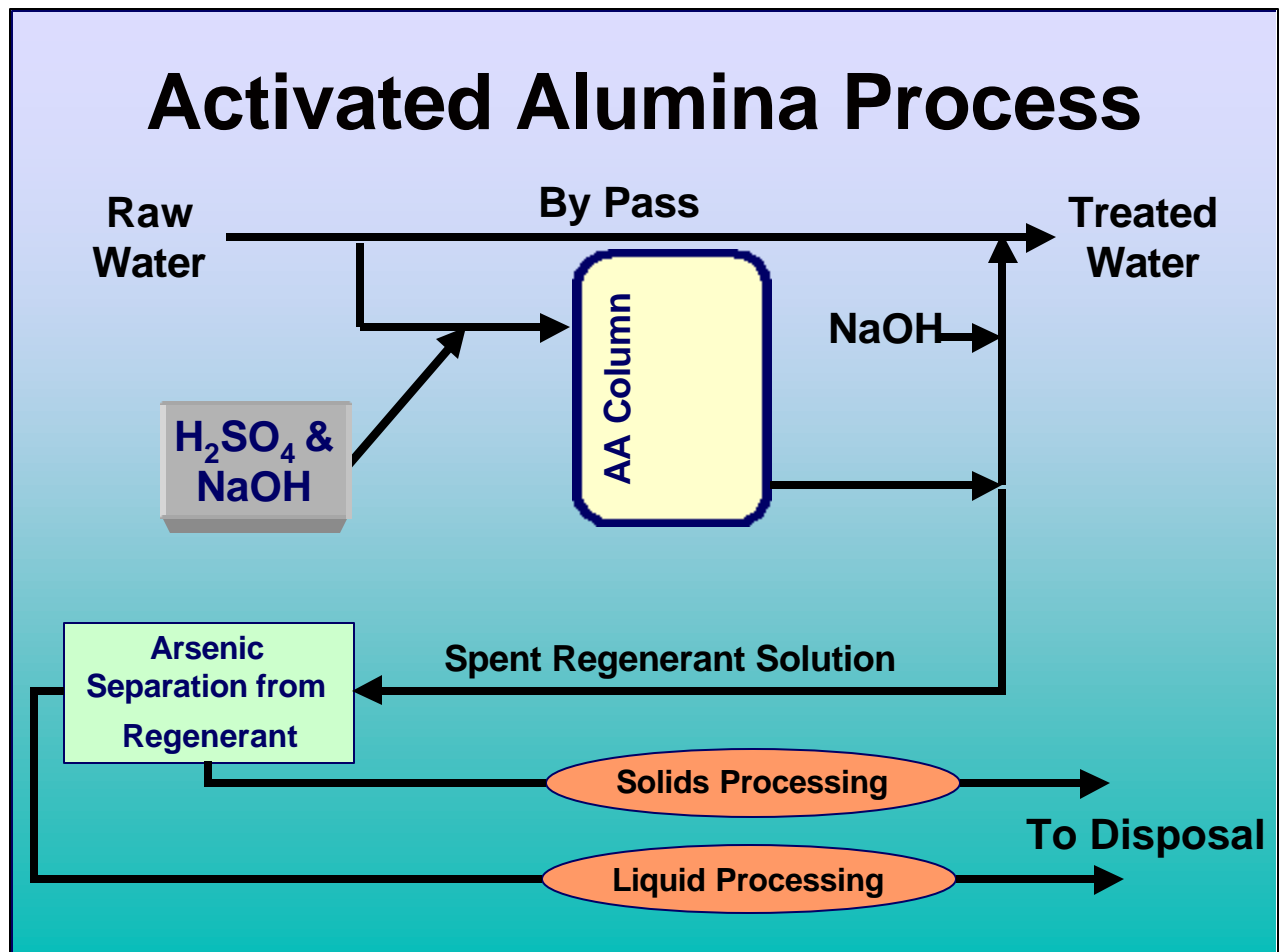 Activated Alumina Process
By Pass
Raw
Water
Treated
Water
AA Column
NaOH
H₂SO₄ &
NaOH
Arsenic
Separation from
Regenerant
Spent Regenerant Solution
Solids Processing
To Disposal
Liquid Processing